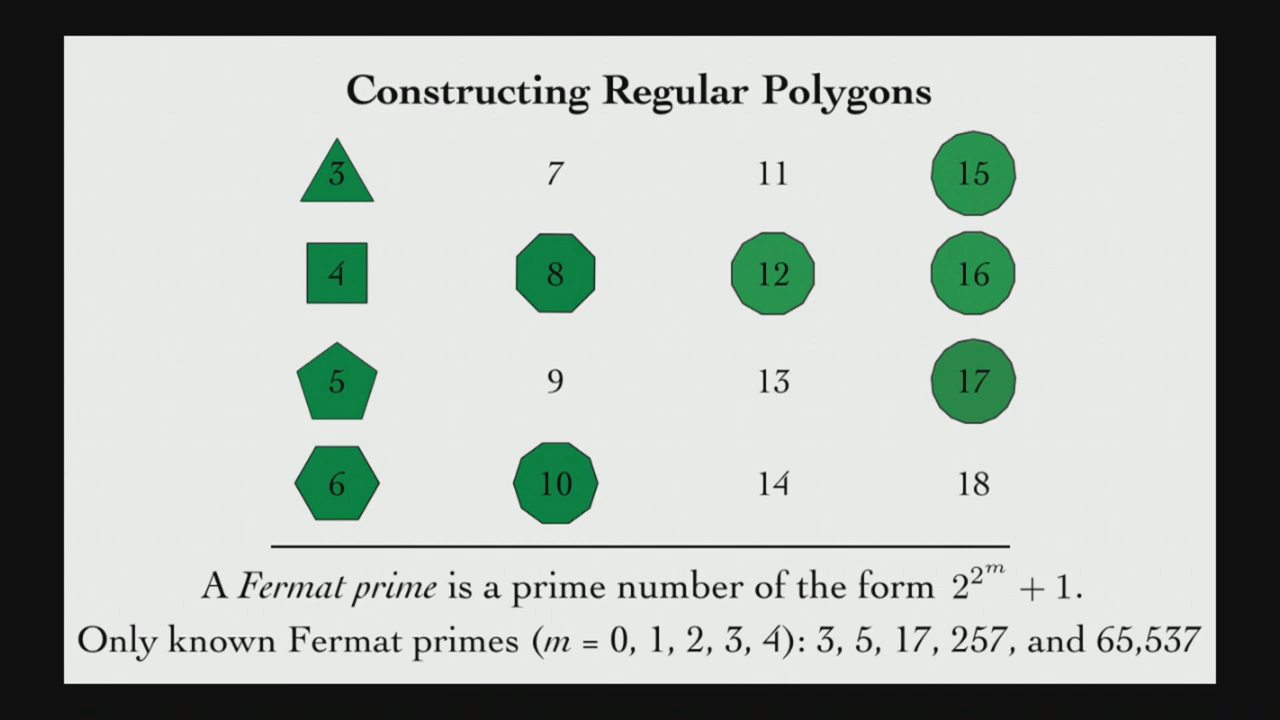 Constructing Regular Polygons
3 7 11 15
4 8 12 16
5 9 13 17
6 10 14 18
A Fermat prime is a prime number of the form 2^{2^m} + 1.
Only known Fermat primes (m = 0, 1, 2, 3, 4): 3, 5, 17, 257, and 65,537